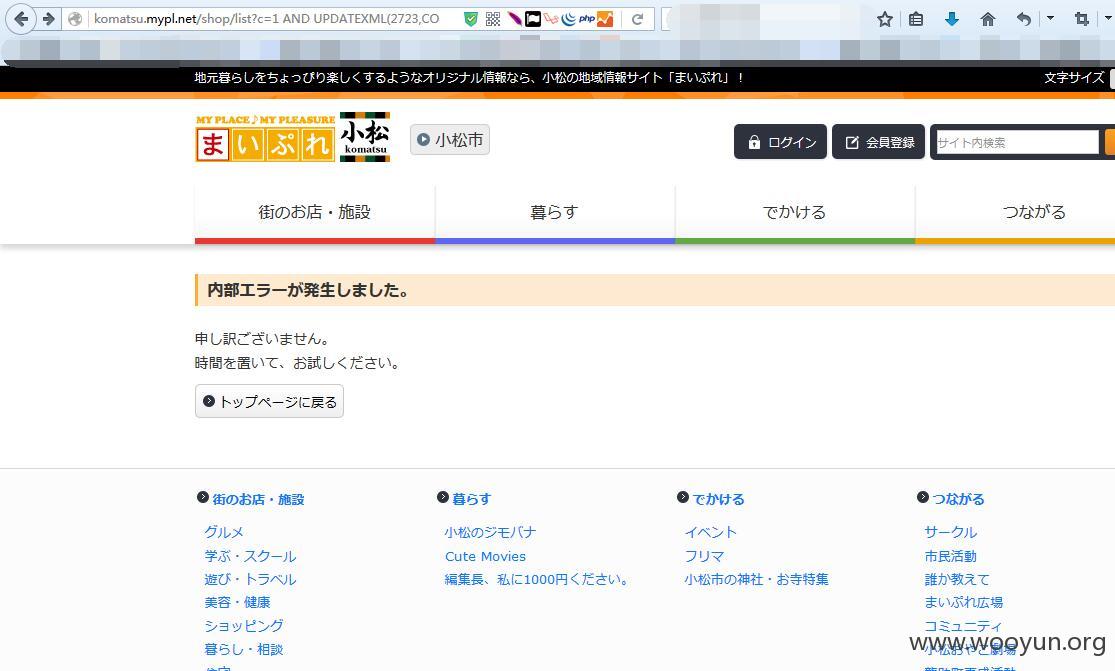 komatsu.mypl.net/shop/list?c=1 AND UPDATEXML(2723,CO
php
地元暮らしをちょっぴり楽しくするようなオリジナル情報なら、小松の地域情報サイト「まいぷれ」！
文字サイズ
MY PLACE♪MY PLEASURE
まいぷれ
小松
komatsu
小松市
ログイン
会員登録
サイト内検索
街のお店・施設
暮らす
でかける
つながる
内部エラーが発生しました。
申し訳ございません。
時間を置いて、お試しください。
トップページに戻る
街のお店・施設
グルメ
学ぶ・スクール
遊び・トラベル
美容・健康
ショッピング
暮らし・相談
暮らす
小松のジモバナ
Cute Movies
編集長、私に1000円ください。
でかける
イベント
フリマ
小松市の神社・お寺特集
つながる
サークル
市民活動
誰か教えて
まいぷれ広場
コミュニティ
小松おやこ劇場
www.wooyun.org